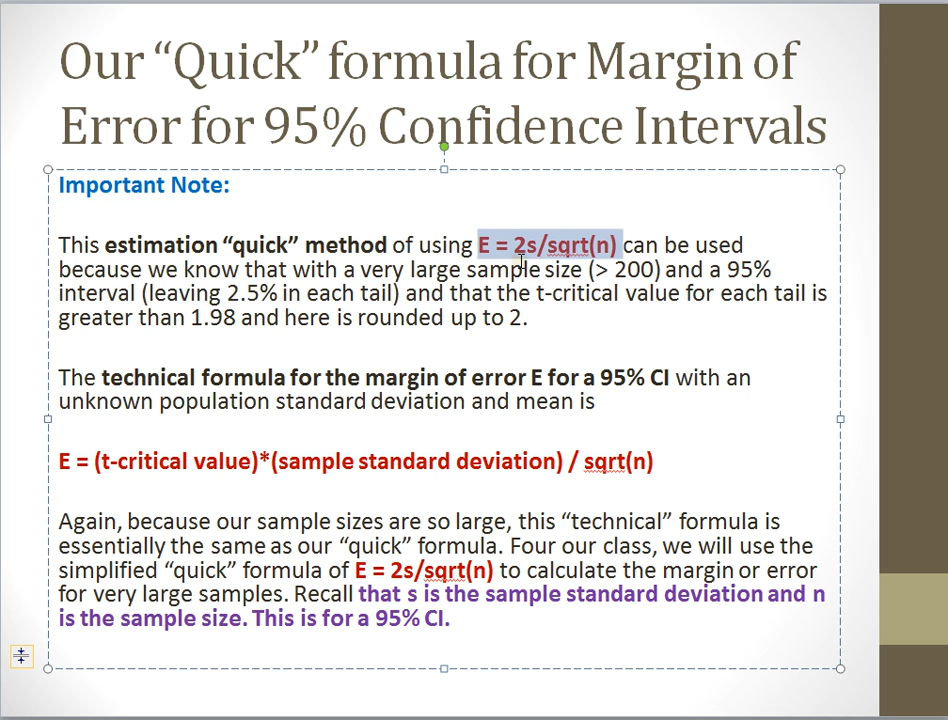 Our “Quick” formula for Margin of
Error for 95% Confidence Intervals
Important Note:
This estimation “quick” method of using E = 2s/sqrt(n) can be used
because we know that with a very large sample size (> 200) and a 95%
interval (leaving 2.5% in each tail) and that the t-critical value for each tail is
greater than 1.98 and here is rounded up to 2.
The technical formula for the margin of error E for a 95% CI with an
unknown population standard deviation and mean is
E = (t-critical value)*(sample standard deviation) / sqrt(n)
Again, because our sample sizes are so large, this “technical” formula is
essentially the same as our “quick” formula. Four our class, we will use the
simplified “quick” formula of E = 2s/sqrt(n) to calculate the margin or error
for very large samples. Recall that s is the sample standard deviation and n
is the sample size. This is for a 95% CI.